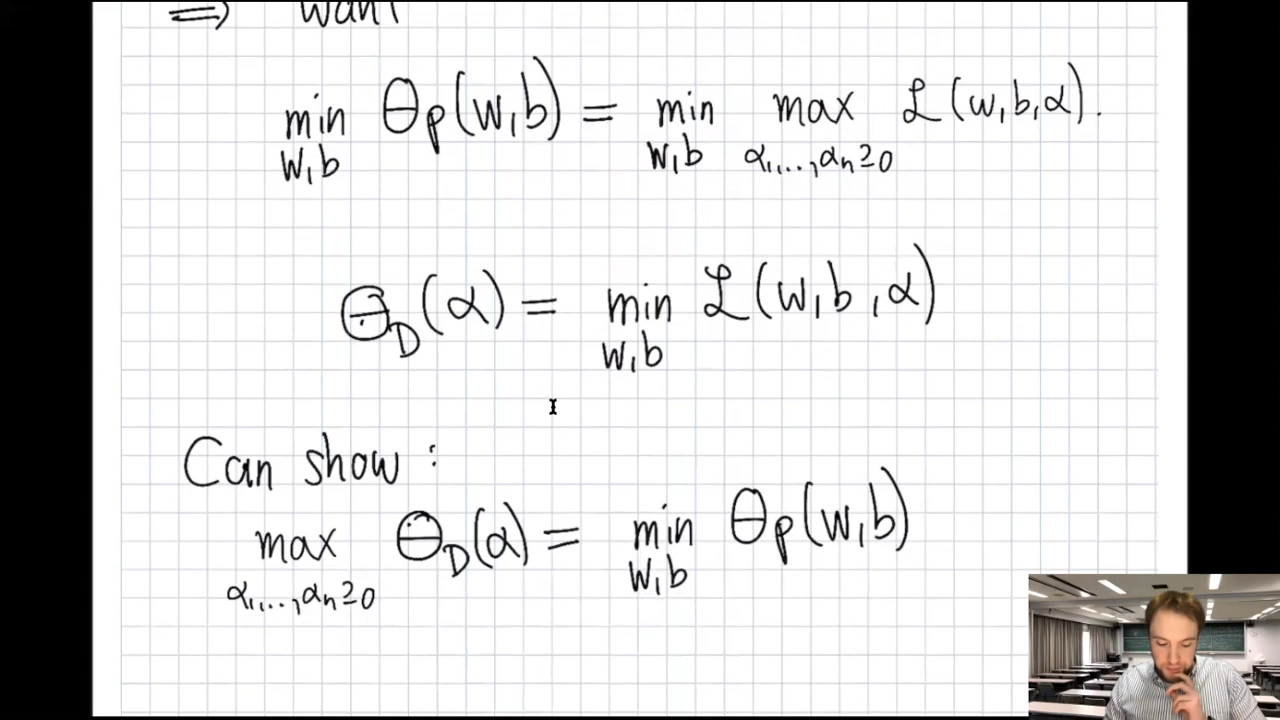 ⇒ want
min θp(w,b) = min max ℒ(w,b,α).
w,b w,b α₁,...,αₙ≥0
θD(α) = min ℒ(w,b,α)
w,b
Can show:
max θD(α) = min θp(w,b)
α₁,...,αₙ≥0 w,b